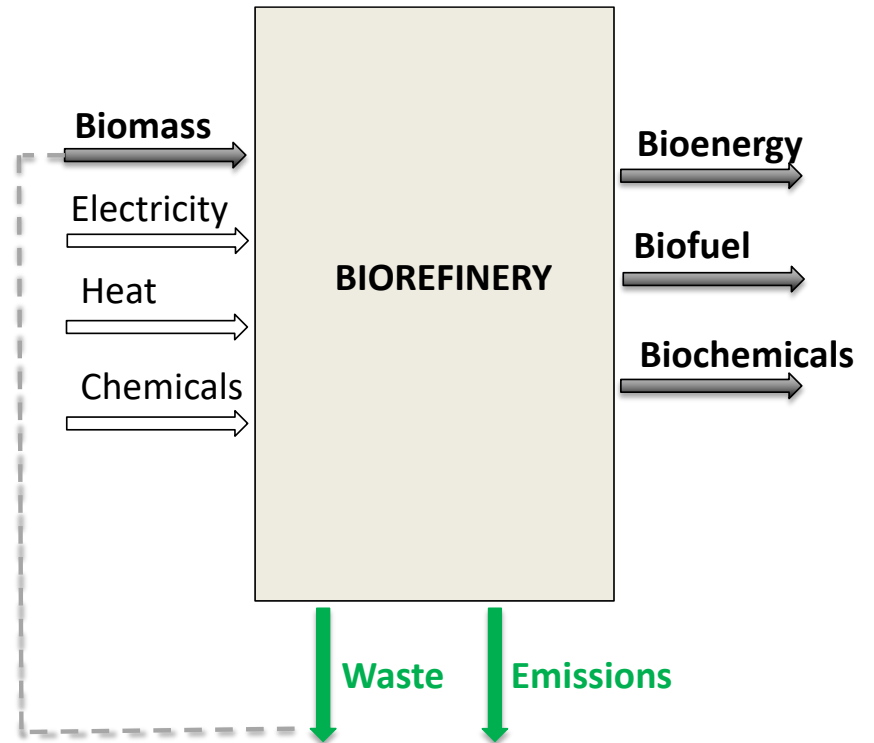 Biomass
Electricity
Heat
Chemicals
BIOREFINERY
Bioenergy
Biofuel
Biochemicals
Waste
Emissions